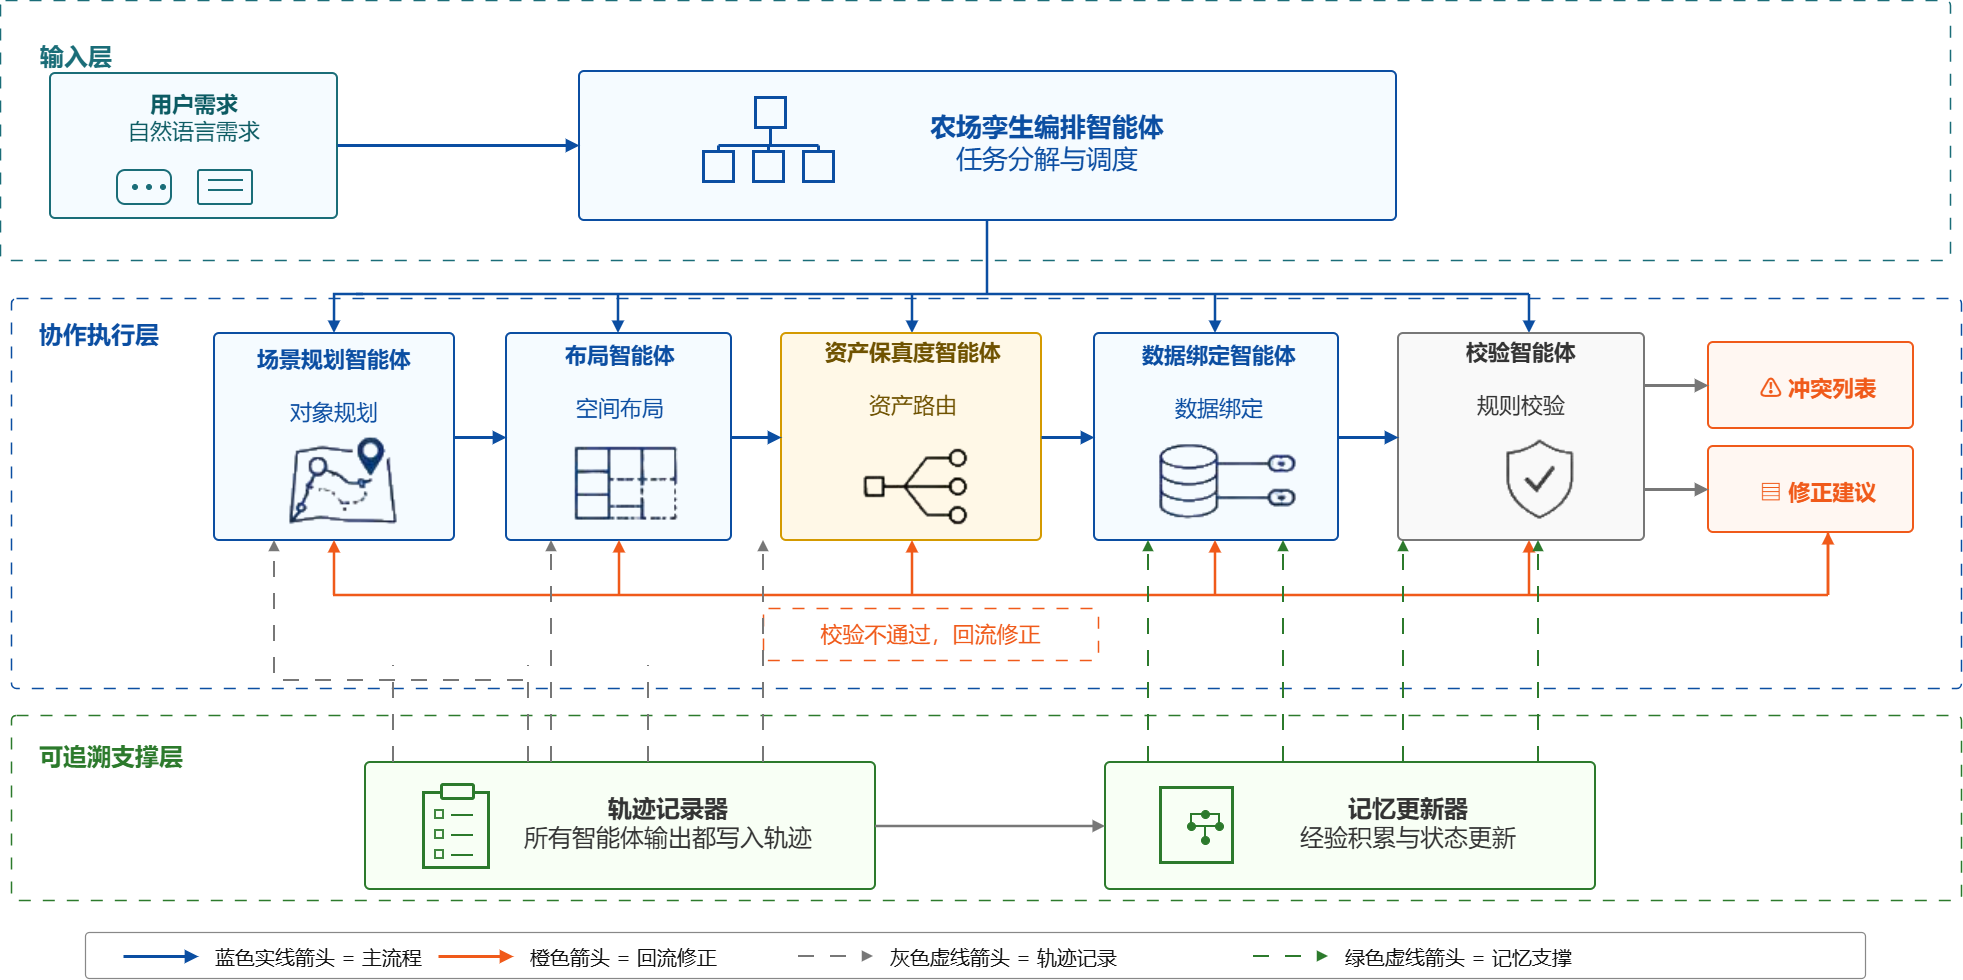 输入层
用户需求
自然语言需求
农场孪生编排智能体
任务分解与调度
协作执行层
场景规划智能体
对象规划
布局智能体
空间布局
资产保真度智能体
资产路由
数据绑定智能体
数据绑定
校验智能体
规则校验
冲突列表
修正建议
校验不通过，回流修正
可追溯支撑层
轨迹记录器
所有智能体输出都写入轨迹
记忆更新器
经验积累与状态更新
蓝色实线箭头 = 主流程
橙色箭头 = 回流修正
灰色虚线箭头 = 轨迹记录
绿色虚线箭头 = 记忆支撑